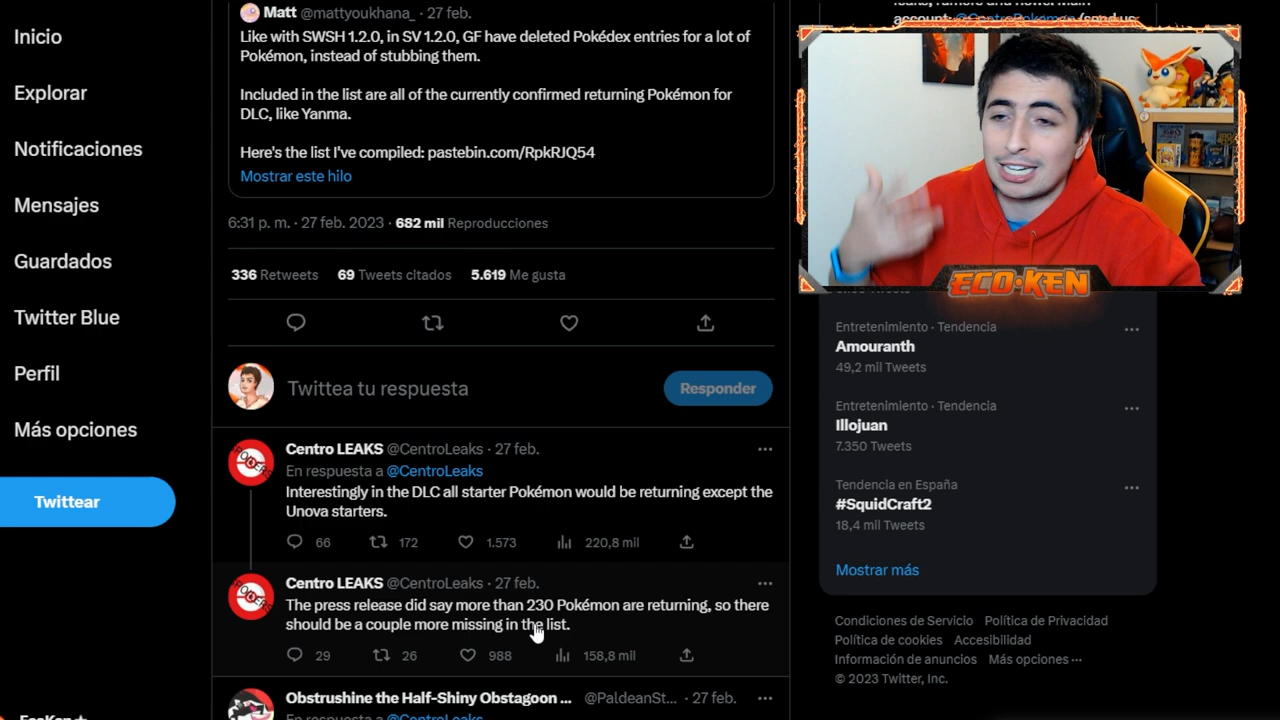 Inicio
Explorar
Notificaciones
Mensajes
Guardados
Twitter Blue
Perfil
Más opciones
Twittear
Matt @mattyoukhana_ · 27 feb.
Like with SWSH 1.2.0, in SV 1.2.0, GF have deleted Pokédex entries for a lot of
Pokémon, instead of stubbing them.
Included in the list are all of the currently confirmed returning Pokémon for
DLC, like Yanma.
Here's the list I've compiled: pastebin.com/RpkRJQ54
Mostrar este hilo
6:31 p. m. · 27 feb. 2023 · 682 mil Reproducciones
336 Retweets 69 Tweets citados 5.619 Me gusta
Twittea tu respuesta
Responder
Centro LEAKS @CentroLeaks · 27 feb.
En respuesta a @CentroLeaks
Interestingly in the DLC all starter Pokémon would be returning except the
Unova starters.
66 172 1.573 220,8 mil
Centro LEAKS @CentroLeaks · 27 feb.
The press release did say more than 230 Pokémon are returning, so there
should be a couple more missing in the list.
29 26 988 158,8 mil
Obstrushine the Half-Shiny Obstagoon ... @PaldeanSt... · 27 feb.
En respuesta a @CentroLeaks
ECO·KEN
Entretenimiento · Tendencia
Amouranth
49,2 mil Tweets
Entretenimiento · Tendencia
Illojuan
7.350 Tweets
Tendencia en España
#SquidCraft2
18,4 mil Tweets
Mostrar más
Condiciones de Servicio Política de Privacidad
Política de cookies Accesibilidad
Información de anuncios Más opciones ···
© 2023 Twitter, Inc.